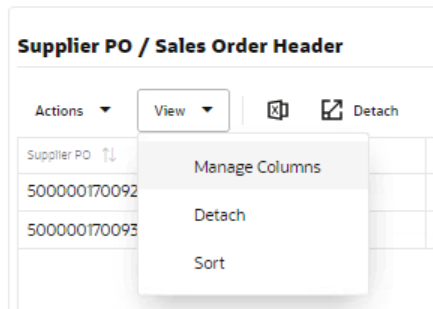 Supplier PO / Sales Order Header
Actions View Detach
Supplier PO
500000170092
Manage Columns
500000170093
Detach
Sort